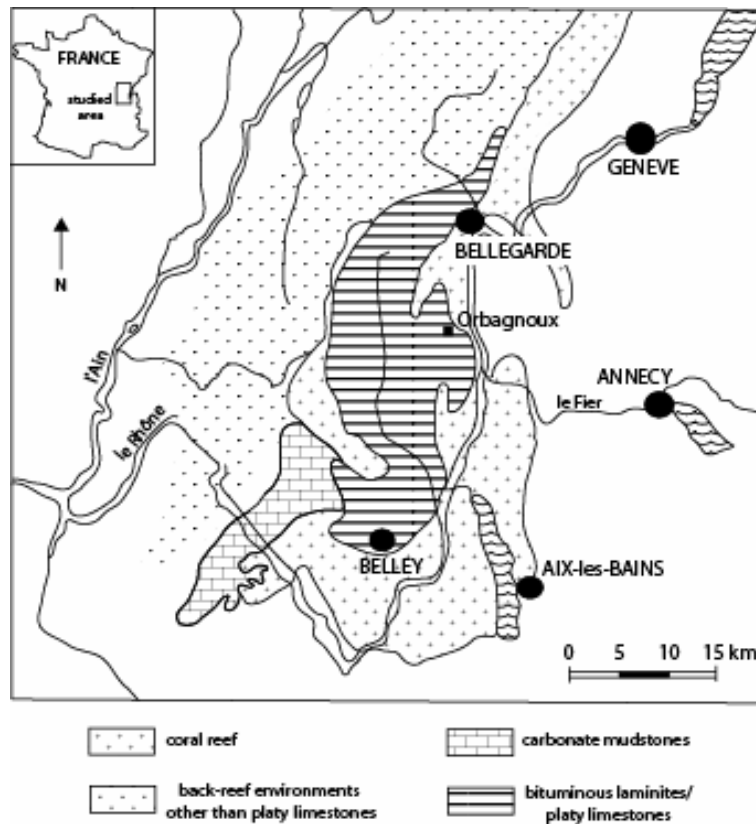 FRANCE
studied
area
GENEVE
BELLEGARDE
N
Orbagnoux
l'Ain
ANNECY
le Fier
le Rhône
BELLEY
AIX-les-BAINS
0 5 10 15 km
coral reef
carbonate mudstones
back-reef environments
other than platy limestones
bituminous laminites/
platy limestones